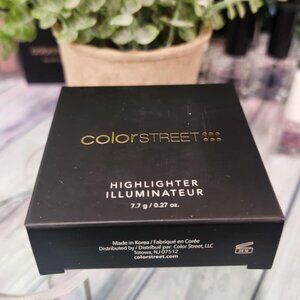 colorSTREET
HIGHLIGHTER
ILLUMINATEUR
7.7 g / 0.27 oz.
Made in Korea / Fabriqué en Corée
Distributed by / Distribué par: Color Street, LLC
Totowa, NJ 07512
colorstreet.com